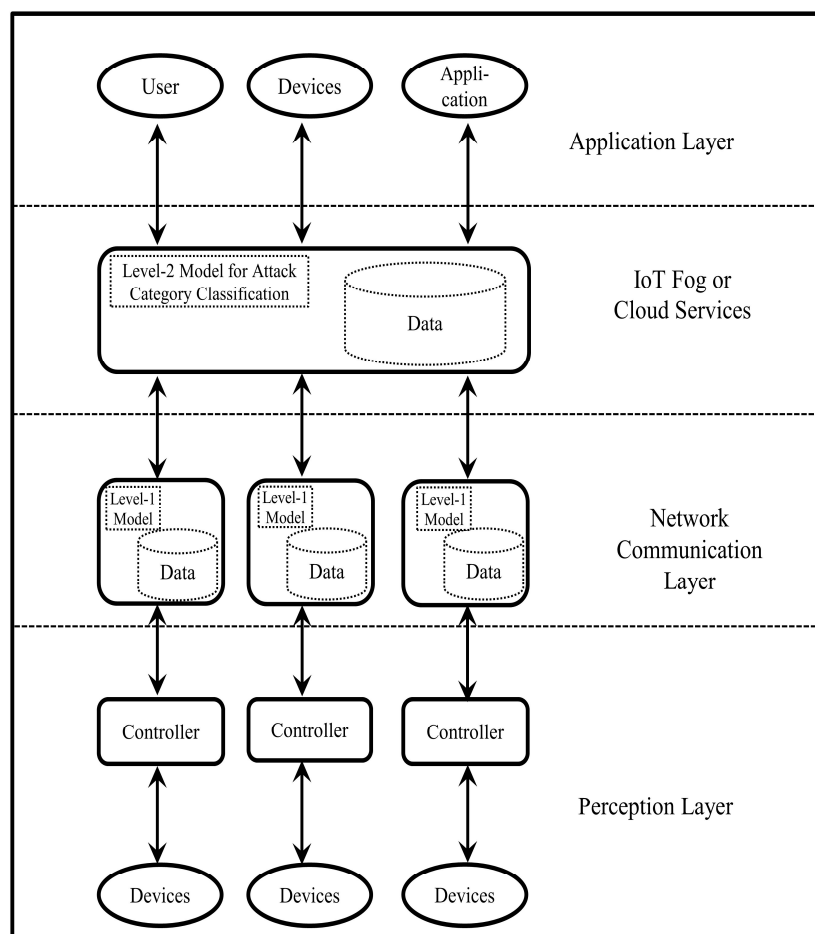 User
Devices
Appli-
cation
Application Layer
Level-2 Model for Attack
Category Classification
Data
IoT Fog or
Cloud Services
Level-1
Model
Data
Level-1
Model
Data
Level-1
Model
Data
Network
Communication
Layer
Controller
Controller
Controller
Perception Layer
Devices
Devices
Devices